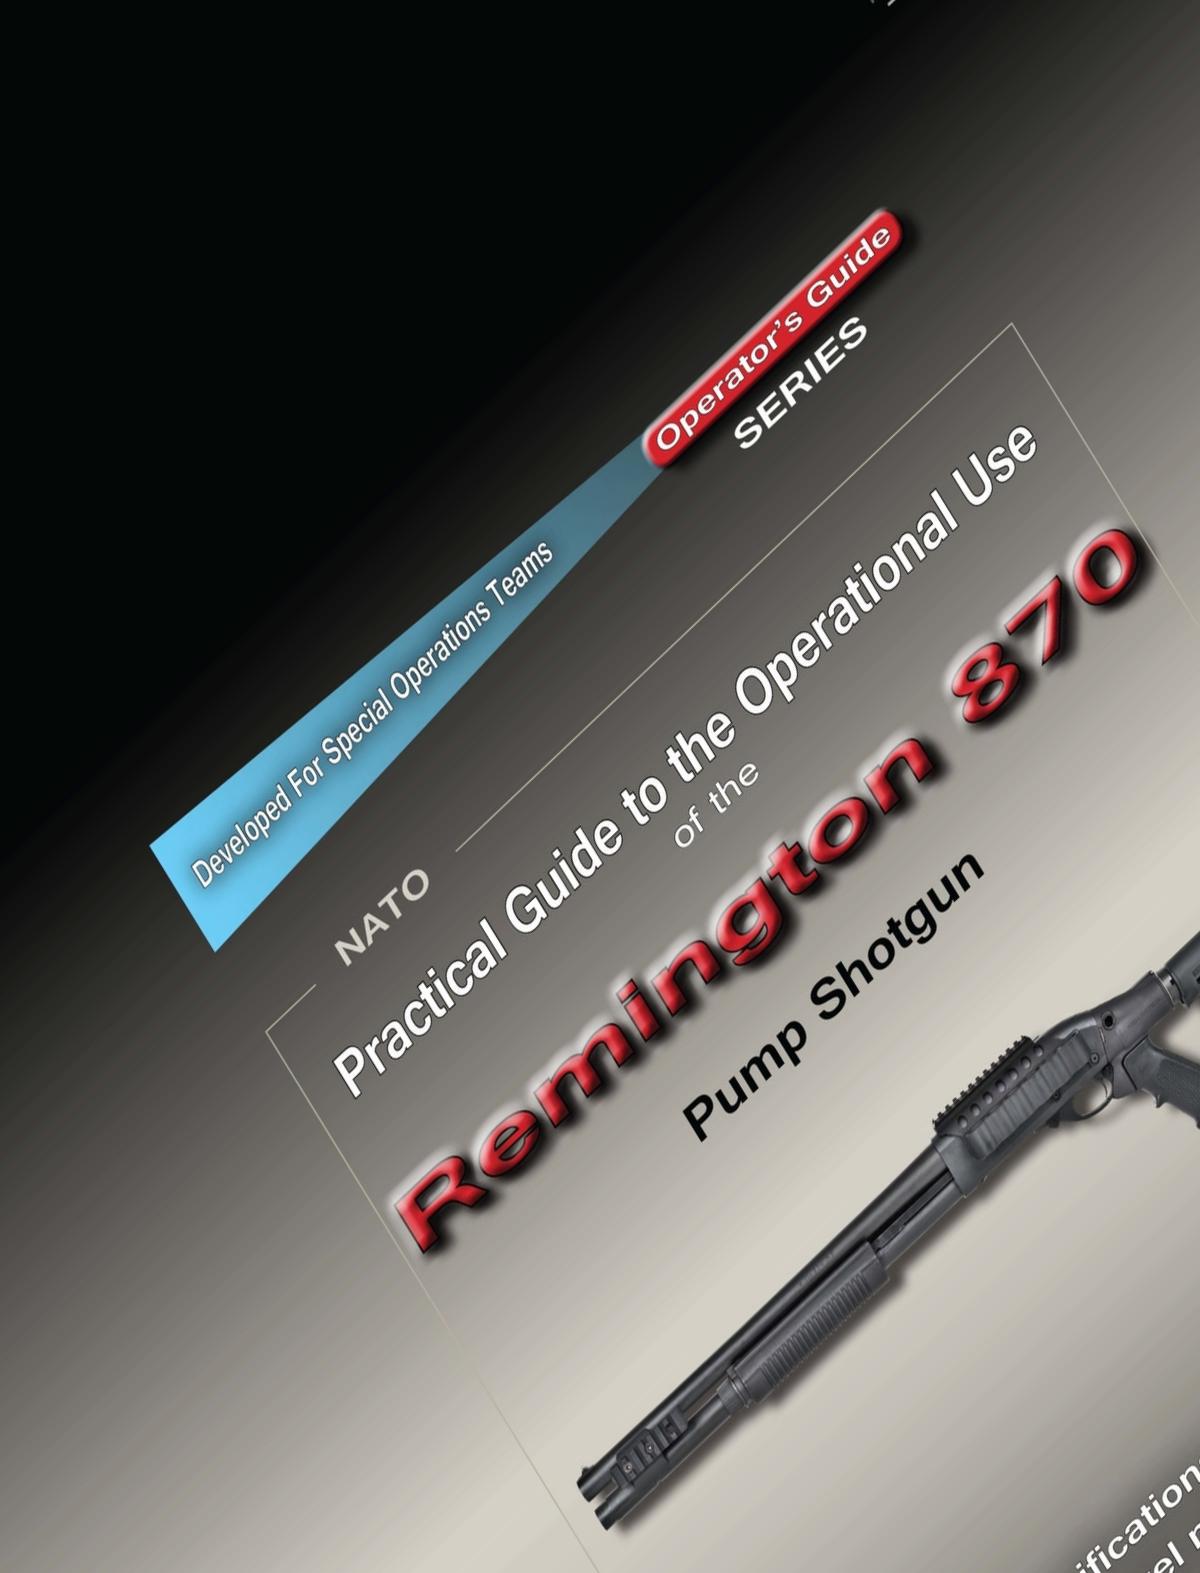 Operator's Guide
SERIES
Developed For Special Operations Teams
NATO
Practical Guide to the Operational Use
of the
Remington 870
Pump Shotgun